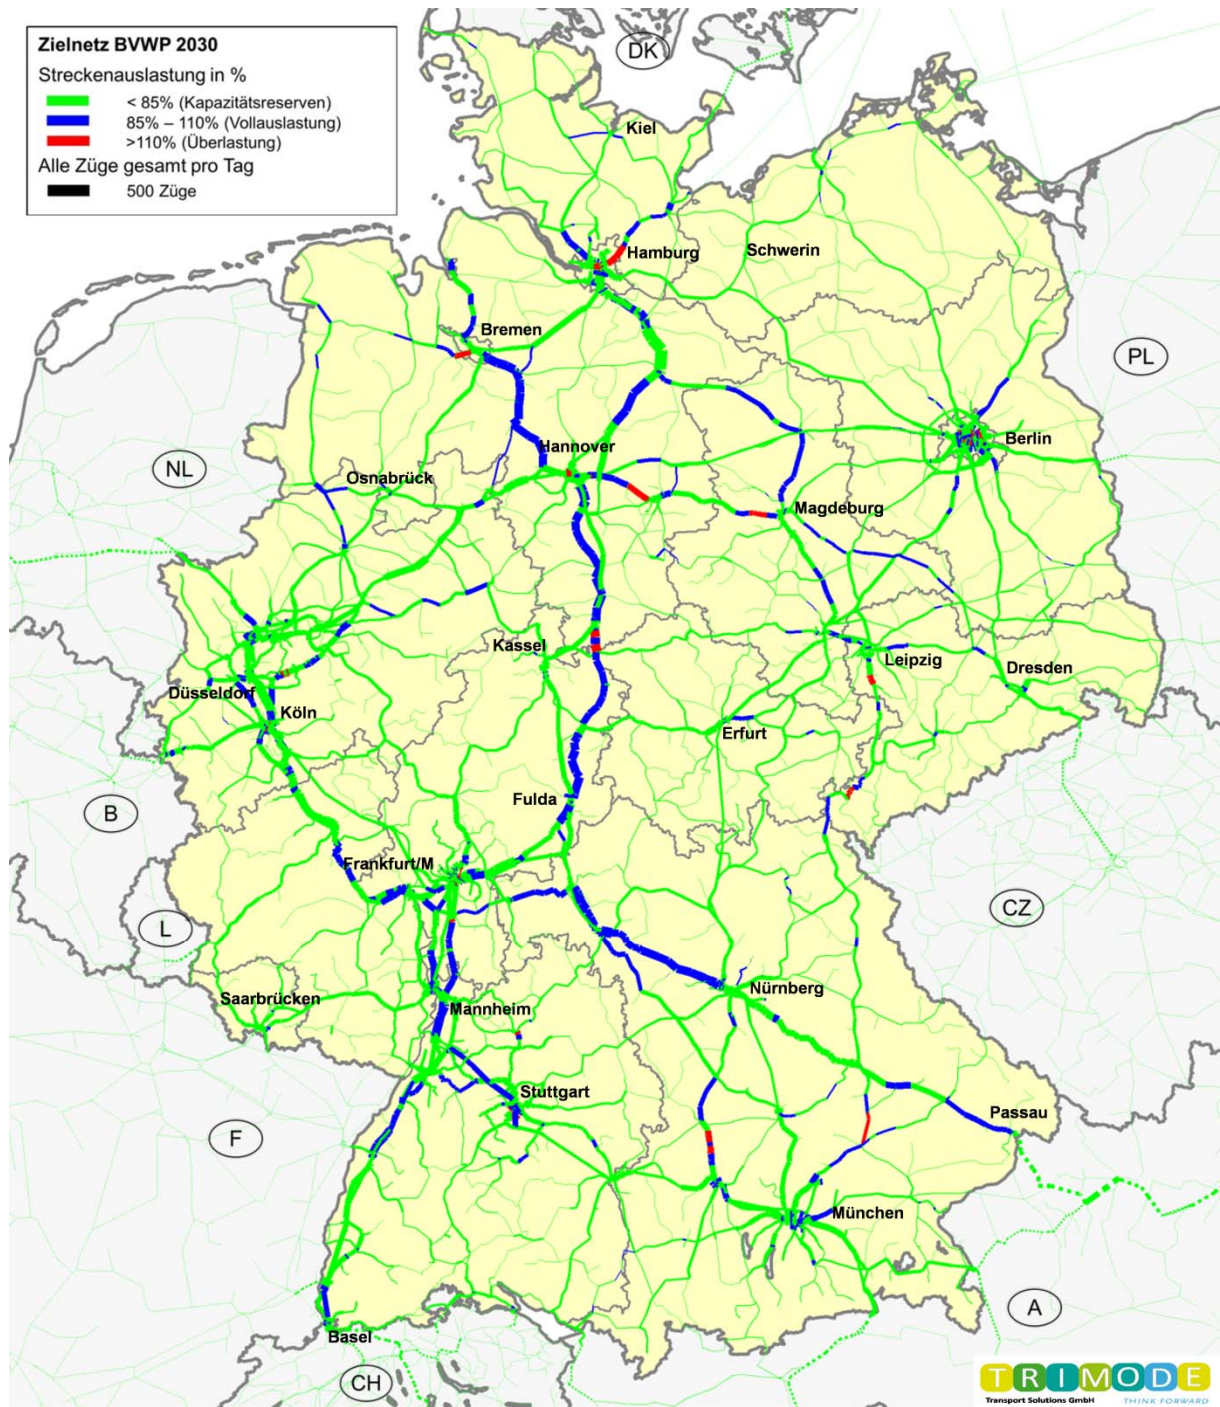 Zielnetz BVWP 2030
Streckenauslastung in %
< 85% (Kapazitätsreserven)
85% – 110% (Vollauslastung)
>110% (Überlastung)
Alle Züge gesamt pro Tag
500 Züge
DK
Kiel
Hamburg
Schwerin
Bremen
PL
Berlin
Hannover
NL
Osnabrück
Magdeburg
Kassel
Leipzig
Dresden
Düsseldorf
Köln
Erfurt
B
Fulda
Frankfurt/M
CZ
L
Nürnberg
Saarbrücken
Mannheim
Stuttgart
Passau
F
München
A
Basel
CH
TRIMODE
Transport Solutions GmbH THINK FORWARD